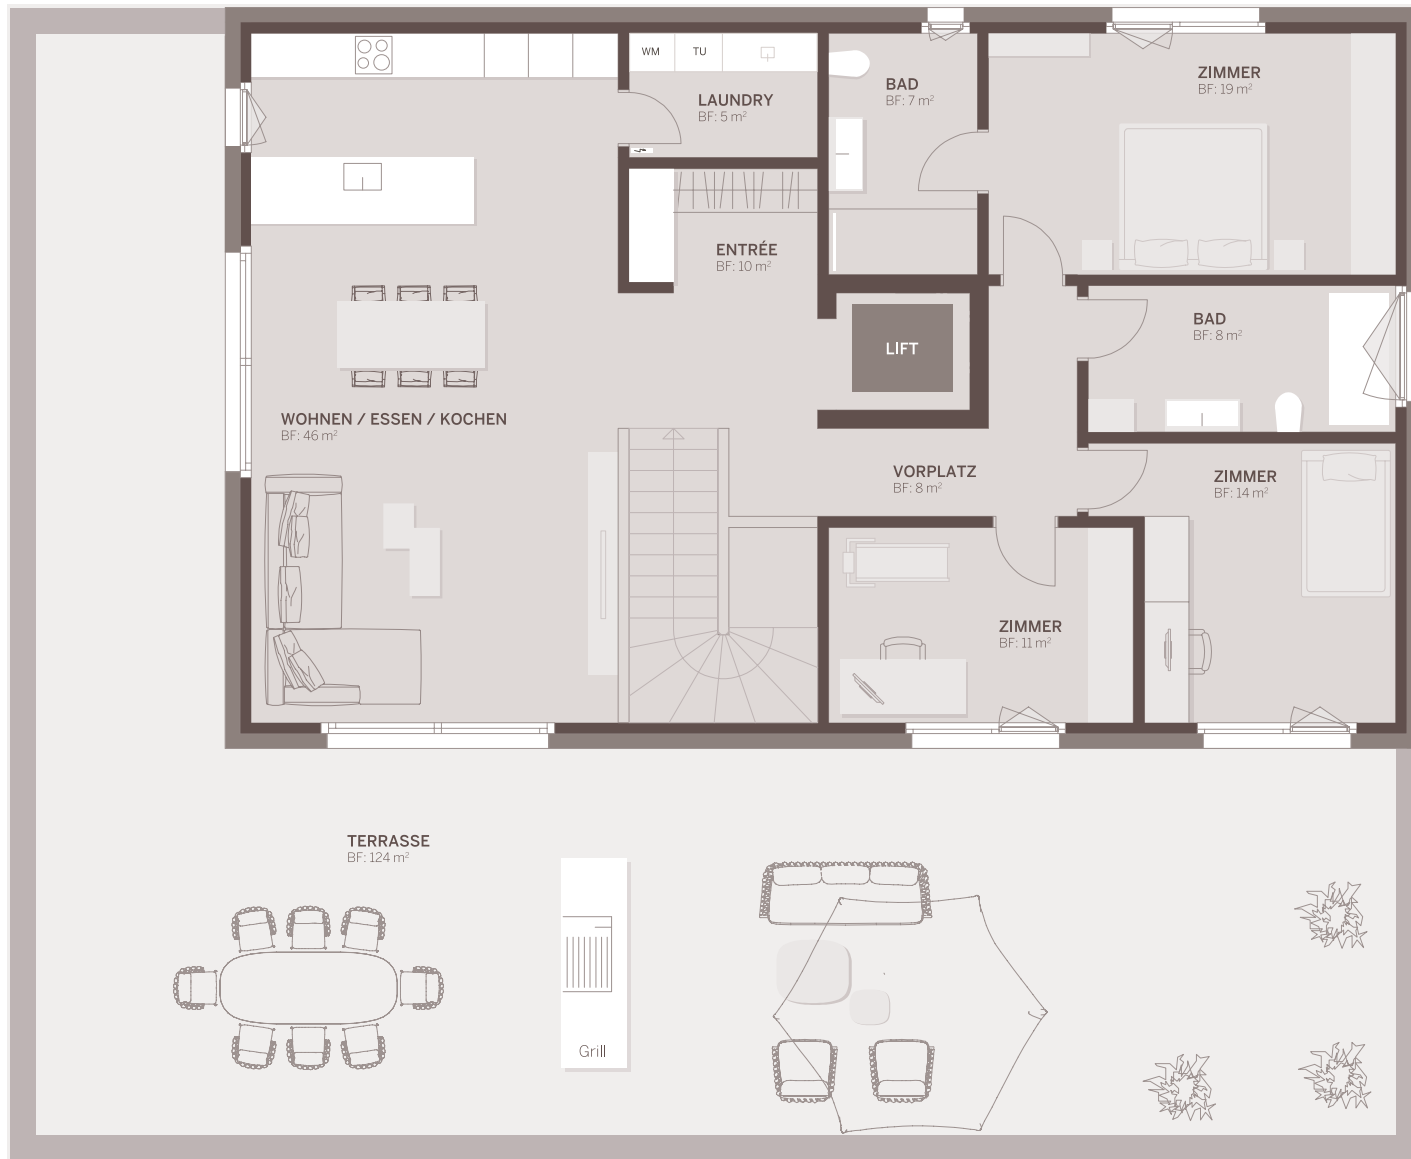 WM
TU
LAUNDRY
BF: 5 m²
BAD
BF: 7 m²
ZIMMER
BF: 19 m²
ENTRÉE
BF: 10 m²
LIFT
BAD
BF: 8 m²
WOHNEN / ESSEN / KOCHEN
BF: 46 m²
VORPLATZ
BF: 8 m²
ZIMMER
BF: 14 m²
ZIMMER
BF: 11 m²
TERRASSE
BF: 124 m²
Grill